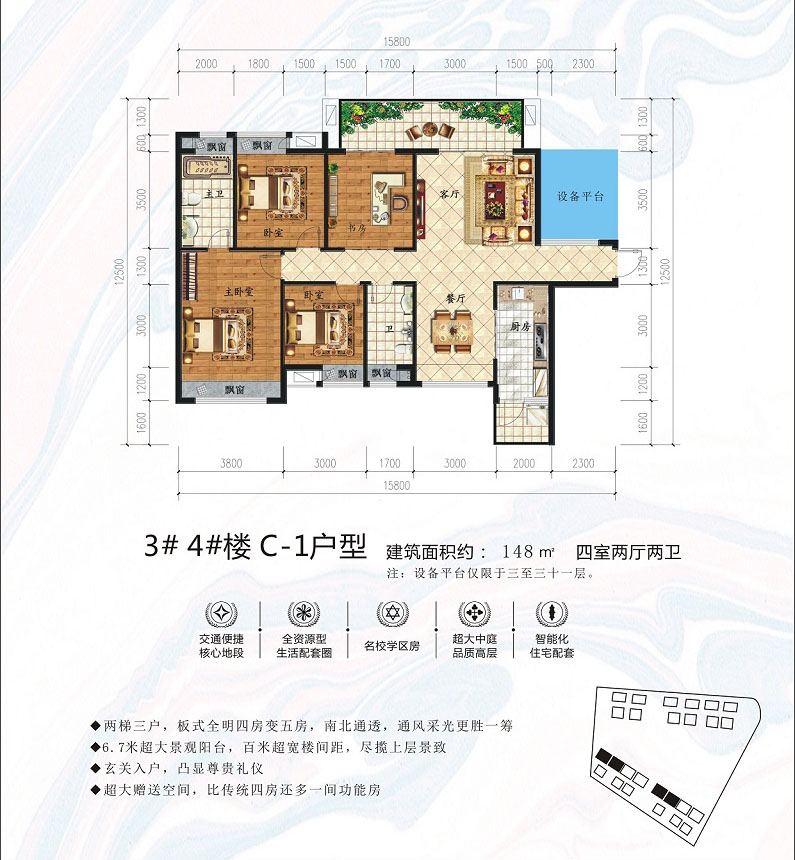 15800
2000 1800 1500 1500 1700 3000 1500 500 2300
12500
1300 600 3500 1300 3000 1200 1600
飘窗 飘窗
主卫 卧室 书房 客厅 设备平台
主卧室 卧室 卫 餐厅 厨房
飘窗 飘窗 飘窗
1300 600 3500 1300 3000 1200 1600
12500
3800 3000 1700 3000 2000 2300
15800
3# 4#楼 C-1户型 建筑面积约： 148㎡ 四室两厅两卫
注：设备平台仅限于三至三十一层。
交通便捷 全资源型 名校学区房 超大中庭 智能化
核心地段 生活配套圈 品质高层 住宅配套
◆两梯三户，板式全明四房变五房，南北通透，通风采光更胜一筹
◆6.7米超大景观阳台，百米超宽楼间距，尽揽上层景致
◆玄关入户，凸显尊贵礼仪
◆超大赠送空间，比传统四房还多一间功能房